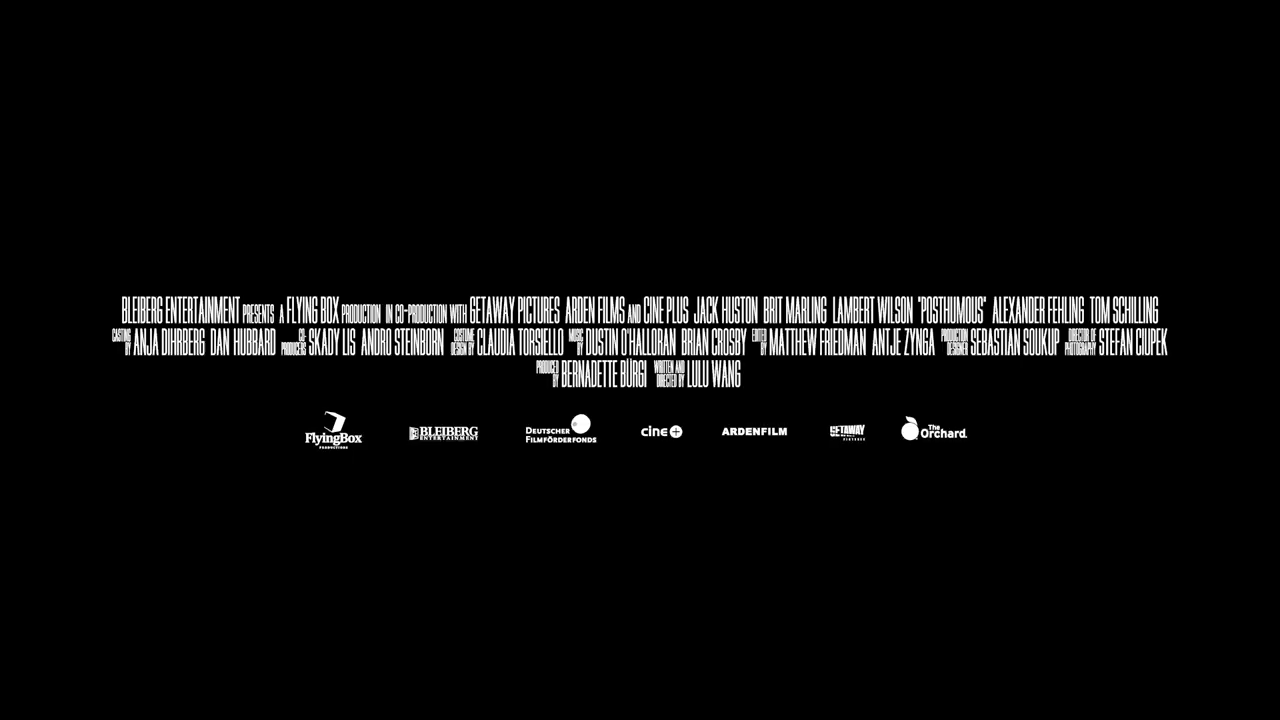 BLEIBERG ENTERTAINMENT PRESENTS A FLYING BOX PRODUCTION IN CO-PRODUCTION WITH GETAWAY PICTURES ARDEN FILMS AND CINE PLUS JACK HUSTON BRIT MARLING LAMBERT WILSON "POSTHUMOUS" ALEXANDER FEHLING TOM SCHILLING
CASTING BY ANJA DIHRBERG DAN HUBBARD CO-PRODUCERS SKADY LIS ANDRO STEINBORN COSTUME DESIGN BY CLAUDIA TORSIELLO MUSIC BY DUSTIN O'HALLORAN BRIAN CROSBY EDITED BY MATTHEW FRIEDMAN ANTJE ZYNGA PRODUCTION DESIGNER SEBASTIAN SOUKUP DIRECTOR OF PHOTOGRAPHY STEFAN CIUPEK
PRODUCED BY BERNADETTE BÜRGI WRITTEN AND DIRECTED BY LULU WANG
FlyingBox
PRODUCTIONS
BLEIBERG
ENTERTAINMENT
DEUTSCHER
FILMFÖRDERFONDS
cine+
ARDENFILM
GETAWAY
PICTURES
The
Orchard.